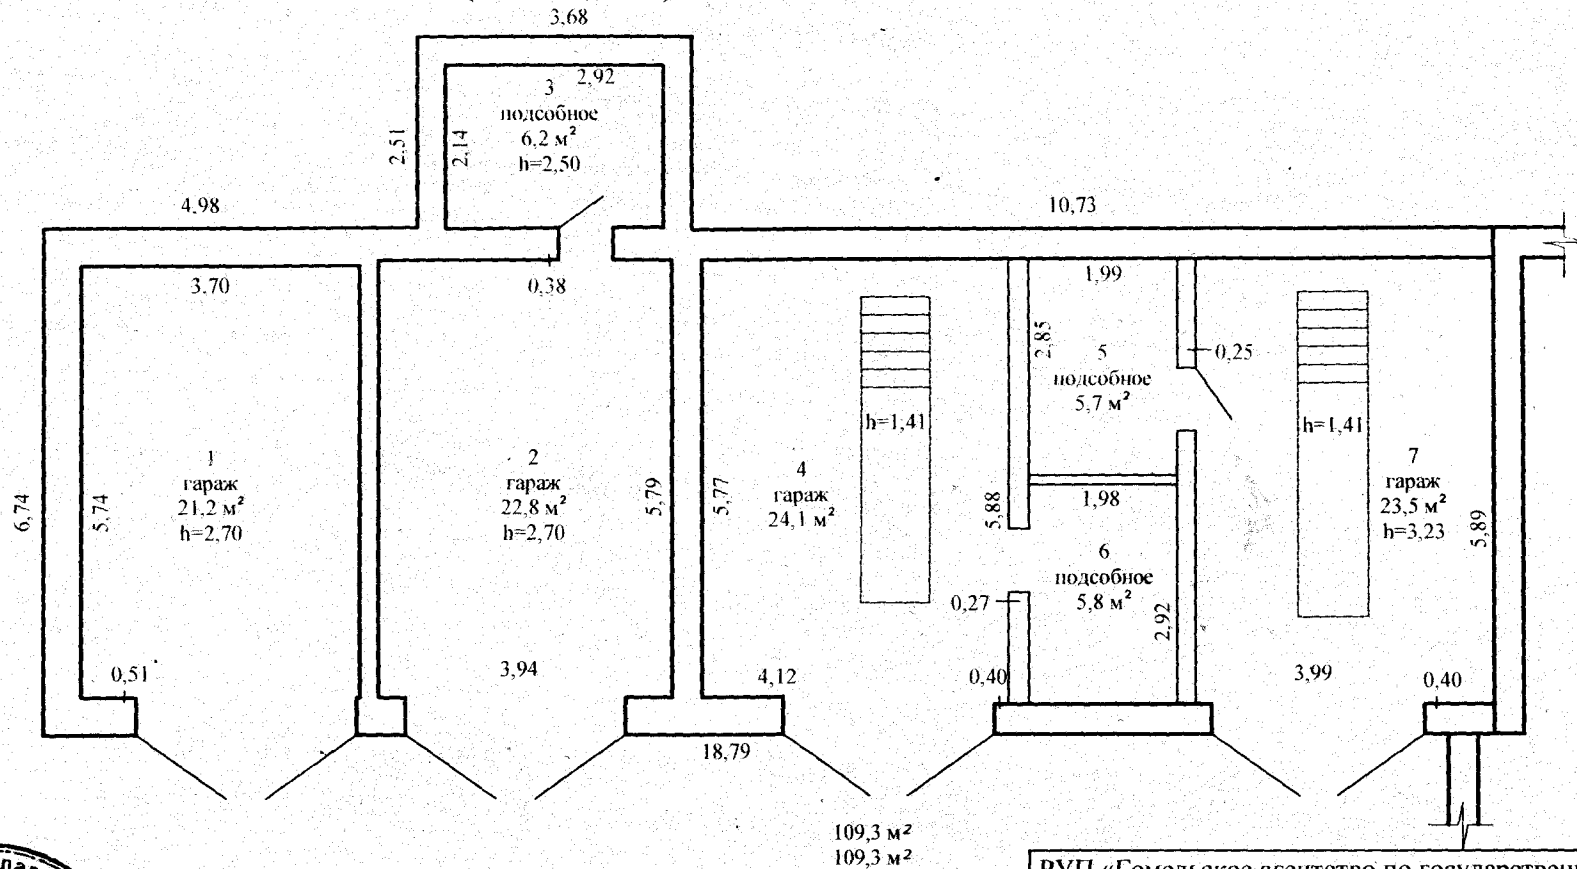 3,68
2,92
3
подсобное
6,2 м²
h=2,50
2,51
2,14
4,98
10,73
3,70
0,38
1,99
2,85
5
подсобное
5,7 м²
0,25
h=1,41
h=1,41
1
гараж
21,2 м²
h=2,70
2
гараж
22,8 м²
h=2,70
4
гараж
24,1 м²
7
гараж
23,5 м²
h=3,23
6,74
5,74
5,79
5,77
5,88
1,98
5,89
6
подсобное
5,8 м²
0,27
2,92
0,51
3,94
4,12
0,40
3,99
0,40
18,79
109,3 м²
109,3 м²
РУП «Гомельское агентство по